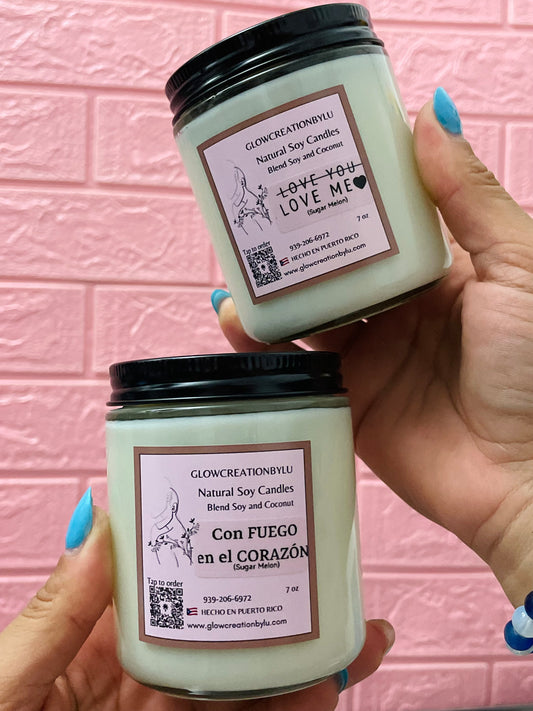 GLOWCREATIONBYLU
Natural Soy Candles
Blend Soy and Coconut
LOVE YOU
LOVE ME🖤
(Sugar Melon)
7 oz
Tap to order
939-206-6972
HECHO EN PUERTO RICO
www.glowcreationbylu.com
GLOWCREATIONBYLU
Natural Soy Candles
Blend Soy and Coconut
Con FUEGO
en el CORAZÓN
(Sugar Melon)
Tap to order
939-206-6972
7 oz
HECHO EN PUERTO RICO
www.glowcreationbylu.com